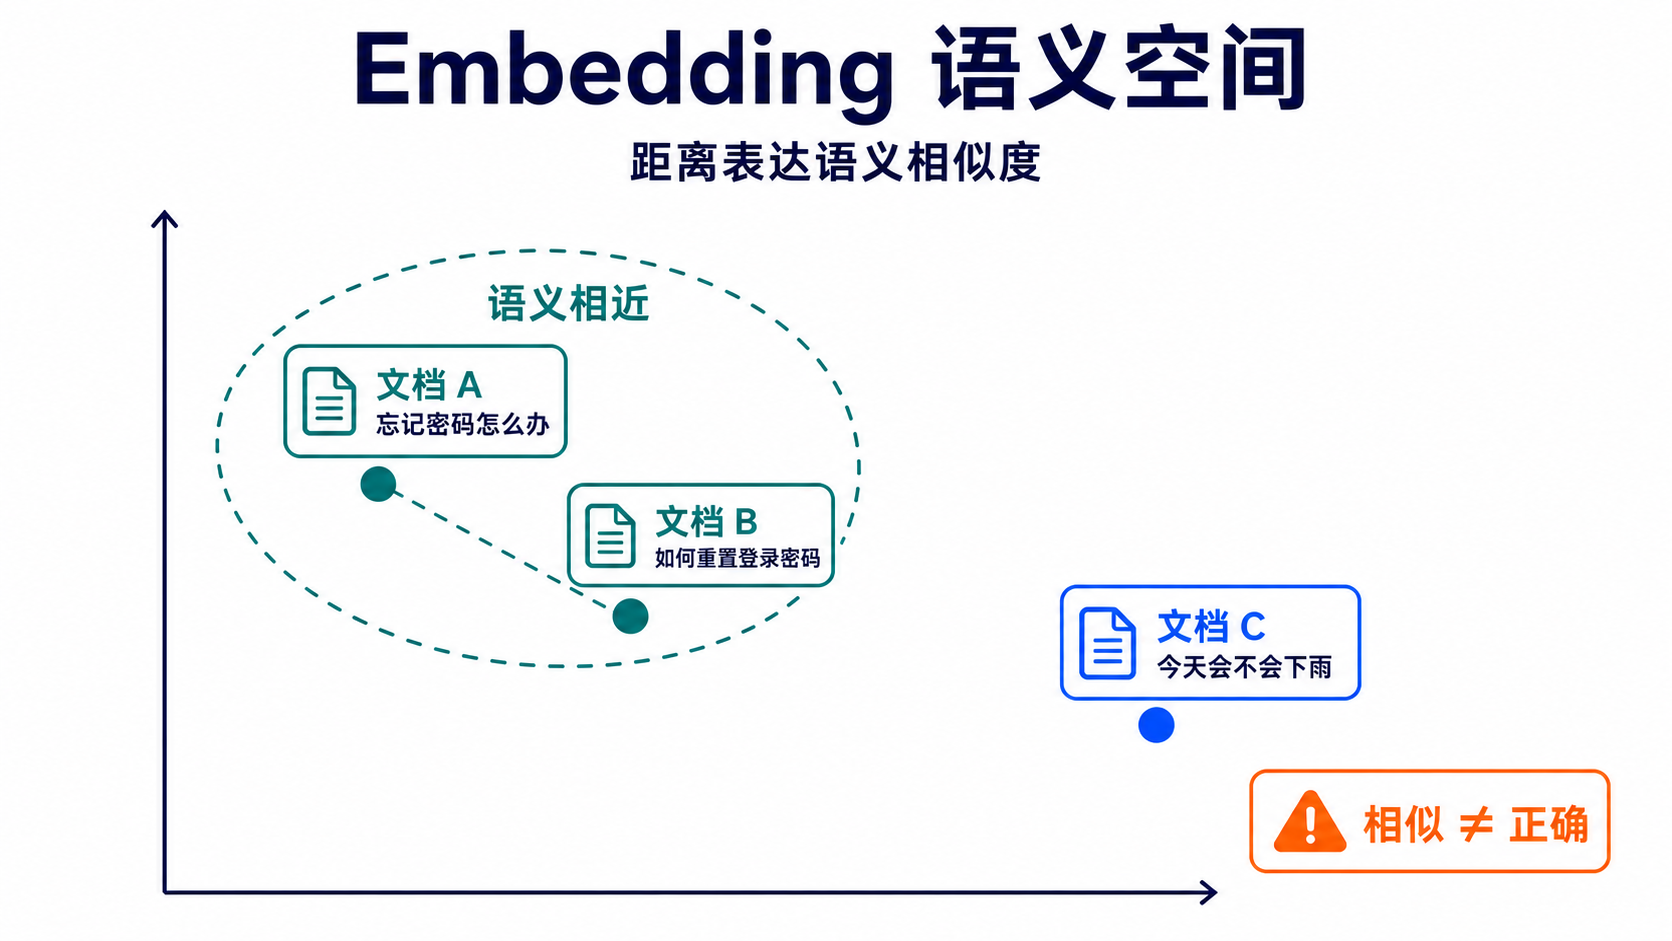 Embedding 语义空间
距离表达语义相似度
语义相近
文档 A
忘记密码怎么办
文档 B
如何重置登录密码
文档 C
今天会不会下雨
相似 ≠ 正确